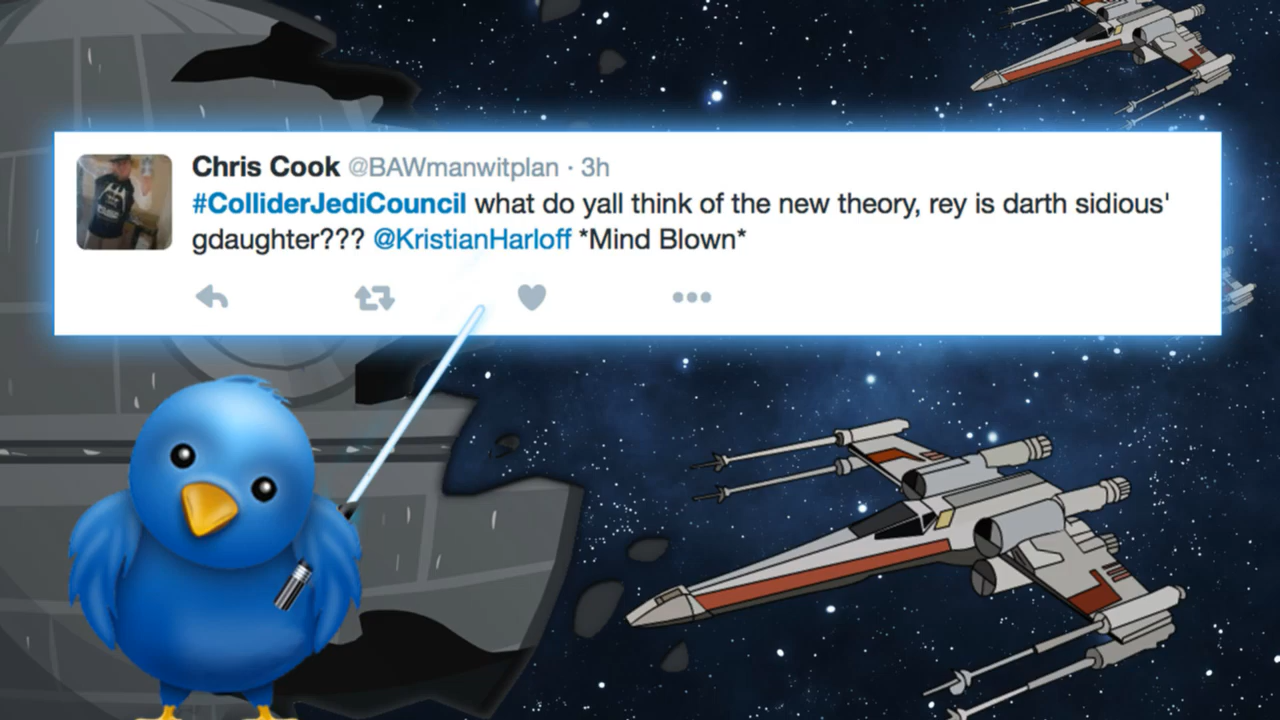 Chris Cook @BAWmanwitplan · 3h
#ColliderJediCouncil what do yall think of the new theory, rey is darth sidious'
gdaughter??? @KristianHarloff *Mind Blown*